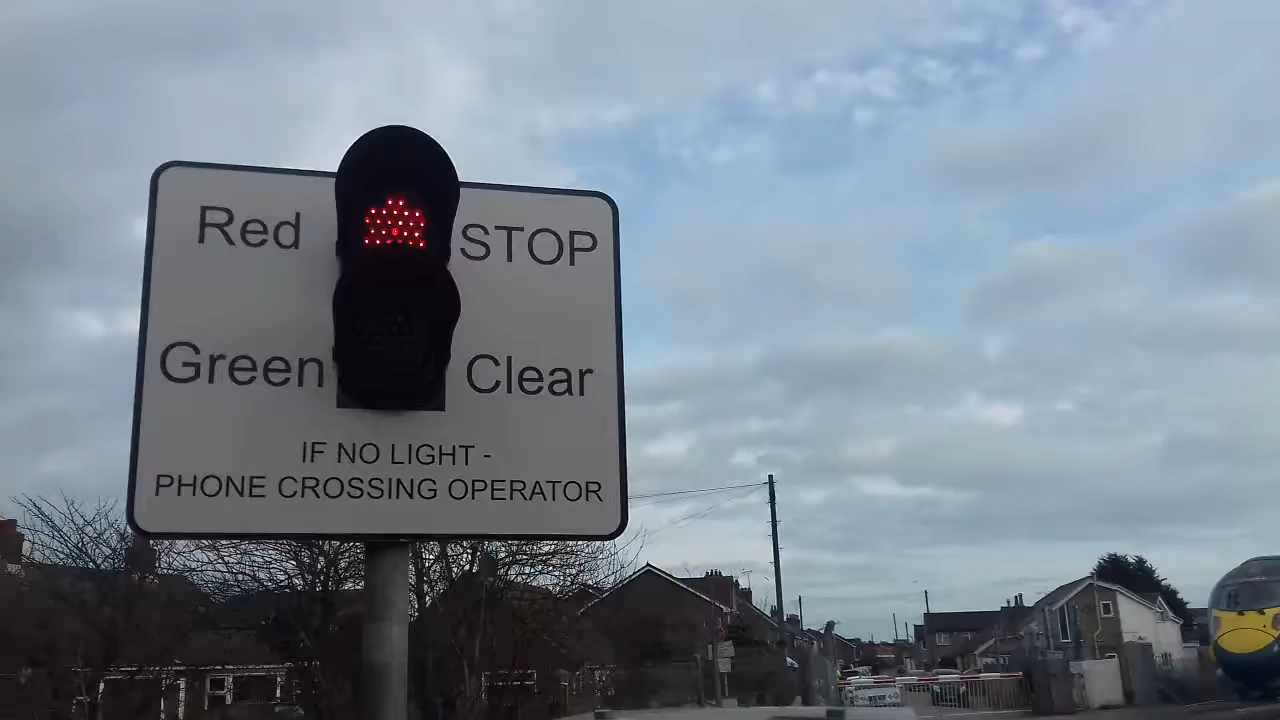 Red STOP
Green Clear
IF NO LIGHT -
PHONE CROSSING OPERATOR